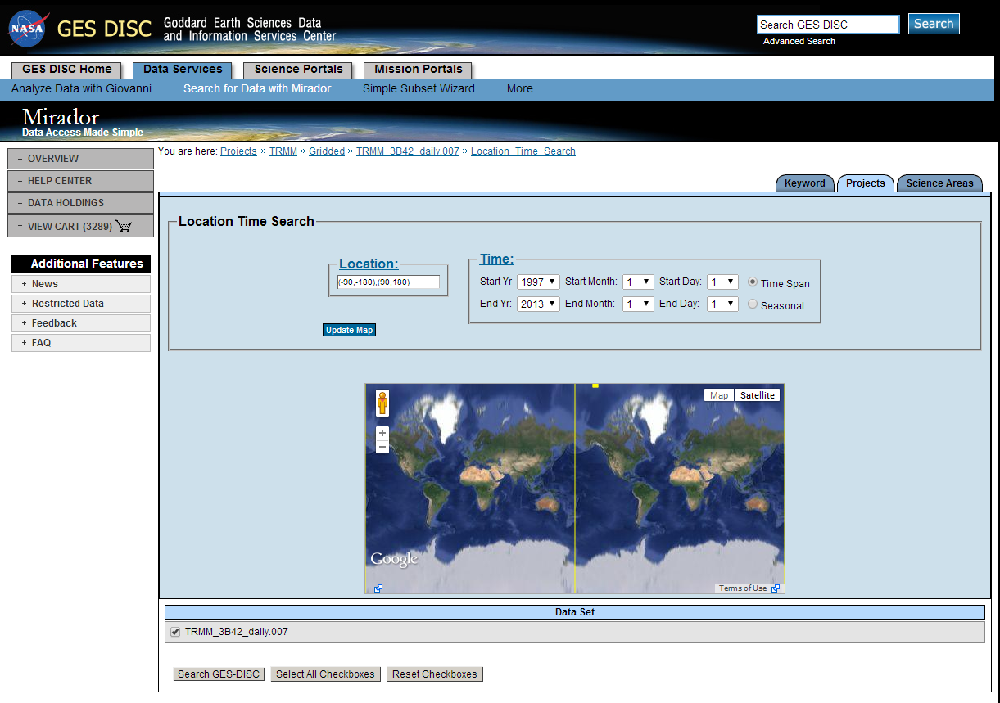 NASA
GES DISC
Goddard Earth Sciences Data
and Information Services Center
Search GES DISC
Search
Advanced Search
GES DISC Home Data Services Science Portals Mission Portals
Analyze Data with Giovanni Search for Data with Mirador Simple Subset Wizard More...
Mirador
Data Access Made Simple
+ OVERVIEW
+ HELP CENTER
+ DATA HOLDINGS
+ VIEW CART (3289)
Additional Features
+ News
+ Restricted Data
+ Feedback
+ FAQ
You are here: Projects » TRMM » Gridded » TRMM_3B42_daily.007 » Location_Time_Search
Keyword Projects Science Areas
Location Time Search
Location:
(-90,-180),(90,180)
Update Map
Time:
Start Yr 1997 Start Month: 1 Start Day: 1 Time Span
End Yr: 2013 End Month: 1 End Day: 1 Seasonal
Map Satellite
+
−
Google
Terms of Use
Data Set
TRMM_3B42_daily.007
Search GES-DISC Select All Checkboxes Reset Checkboxes